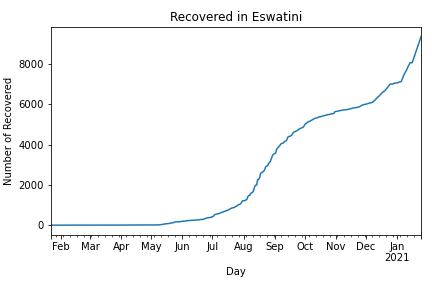 Recovered in Eswatini
Number of Recovered
8000
6000
4000
2000
0
Feb Mar Apr May Jun Jul Aug Sep Oct Nov Dec Jan
2021
Day